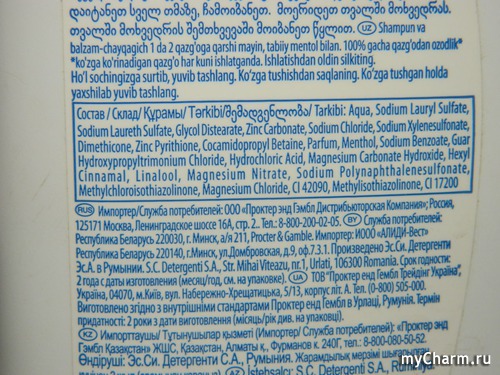 დაიტანეთ სველ თმაზე, ჩამოიბანეთ. მოერიდეთ თვალში მოხვედრას.
თვალში მოხვედრის შემთხვევაში მოიბანეთ წყლით. UZ Shampun va
balzam-chayqagich 1 da 2 qazg'oqqa qarshi mayin, tabiiy mentol bilan. 100% gacha qazg'oqdan ozodlik*
*ko'zga ko'rinadigan qazg'oq har kuni ishlatganda. Ishlatishdan oldin silkiting.
Ho'l sochingizga surtib, yuvib tashlang. Ko'zga tushishdan saqlaning. Ko'zga tushgan holda
yaxshilab yuvib tashlang.
Состав / Склад/ Құрамы/ Tərkibi/შემადგენლობა/ Tarkibi: Aqua, Sodium Lauryl Sulfate,
Sodium Laureth Sulfate, Glycol Distearate, Zinc Carbonate, Sodium Chloride, Sodium Xylenesulfonate,
Dimethicone, Zinc Pyrithione, Cocamidopropyl Betaine, Parfum, Menthol, Sodium Benzoate, Guar
Hydroxypropyltrimonium Chloride, Hydrochloric Acid, Magnesium Carbonate Hydroxide, Hexyl
Cinnamal, Linalool, Magnesium Nitrate, Sodium Polynaphthalenesulfonate,
Methylchloroisothiazolinone, Magnesium Chloride, CI 42090, Methylisothiazolinone, CI 17200
RUS Импортер/Служба потребителей: ООО «Проктер энд Гэмбл Дистрибьюторская Компания»; Россия,
125171 Москва, Ленинградское шоссе 16А, стр. 2. Тел.: 8-800-200-02-05. BY Служба потребителей:
Республика Беларусь 220030, г. Минск, а/я 211, Procter & Gamble. Импортер: ИООО «АЛИДИ-Вест»
Республика Беларусь, 220140, г. Минск, ул.Домбровская, д.9, оф.7.3.1. Произведено Эс.Си. Детергенти
Эс.А. в Румынии. S.C. Detergenti S.A., Str. Mihai Viteazu, nr.1, Urlati, 106300 Romania. Срок годности:
2 года с даты изготовления (месяц/год, см. на упаковке). UA ТОВ "Проктер енд Гембл Трейдінг Україна",
Україна, 04070, м.Київ, вул. Набережно-Хрещатицька, 5/13, корпус літ. А. Тел. (0-800) 505-000.
Виготовлено згідно з внутрішніми стандартами Проктер енд Гембл в Урлаці, Румунія. Термін
придатності: 2 роки з дати виготовлення (місяць/рік див. на упаковці).
KZ Импорттаушы/ Тұтынушылар қызметі (Импортер/ Служба потребителей): «Проктер энд
Гэмбл Қазақстан» ЖШС, Қазақстан, Алматы қ., Фурманов к. 240Г, тел.: 8-800-080-50-52.
Өндіруші: Эс.Си. Детергенти С.А., Румыния. Жарамдылық мерзімі шығарылған
İstehsalçı: S.C. Detergenti S.A.,
myCharm.ru